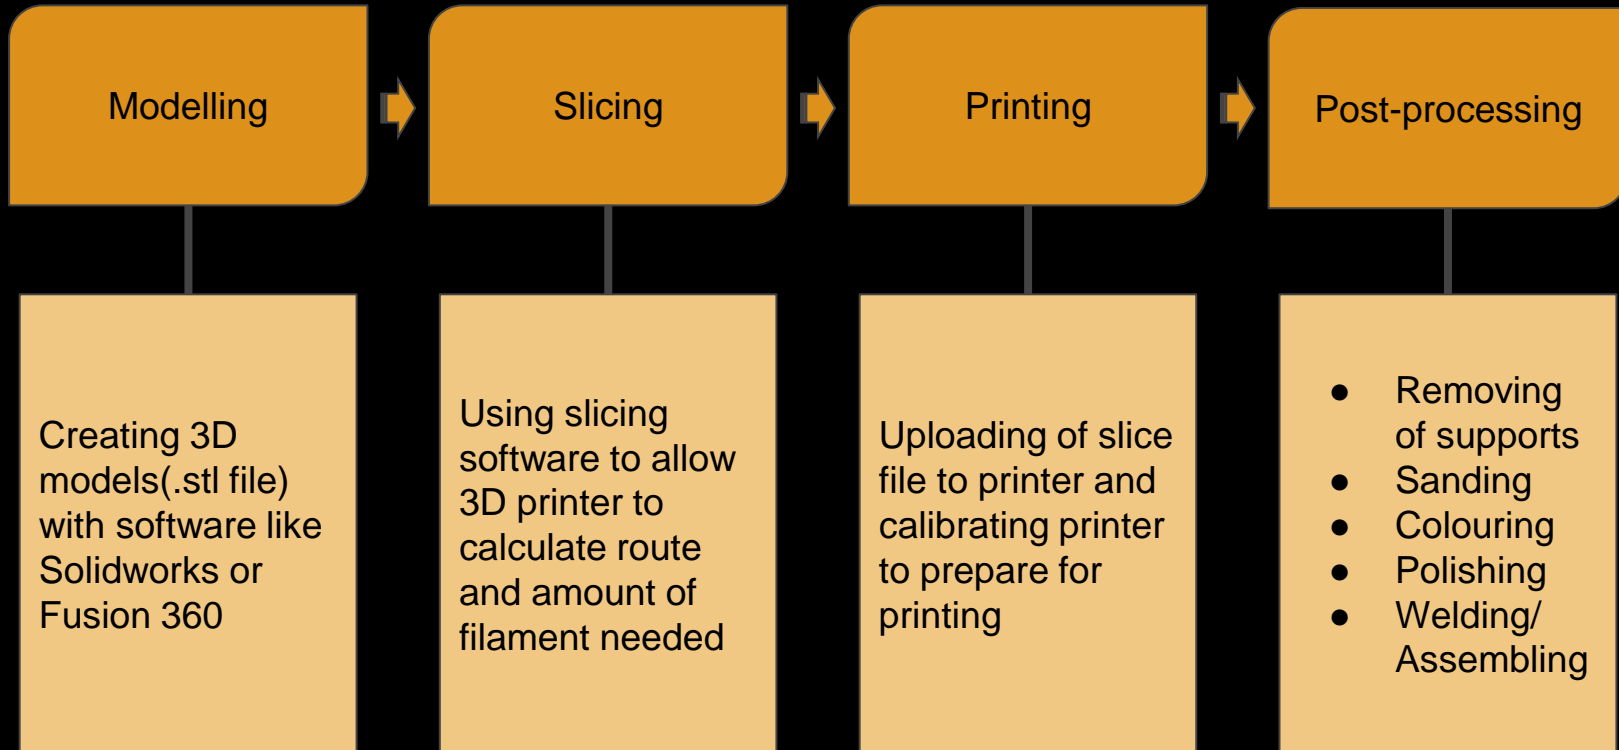 Modelling
Slicing
Printing
Post-processing
Creating 3D
models(.stl file)
with software like
Solidworks or
Fusion 360
Using slicing
software to allow
3D printer to
calculate route
and amount of
filament needed
Uploading of slice
file to printer and
calibrating printer
to prepare for
printing
● Removing
of supports
● Sanding
● Colouring
● Polishing
● Welding/
Assembling